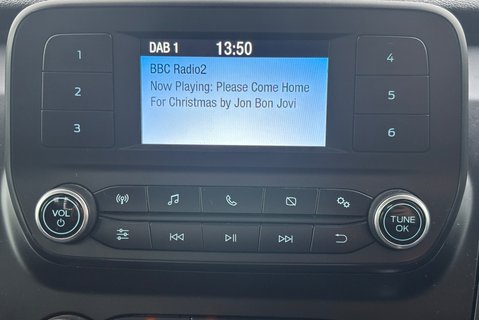 DAB 1 13:50
BBC Radio2
Now Playing: Please Come Home
For Christmas by Jon Bon Jovi
1
2
3
4
5
6
VOL
TUNE
OK